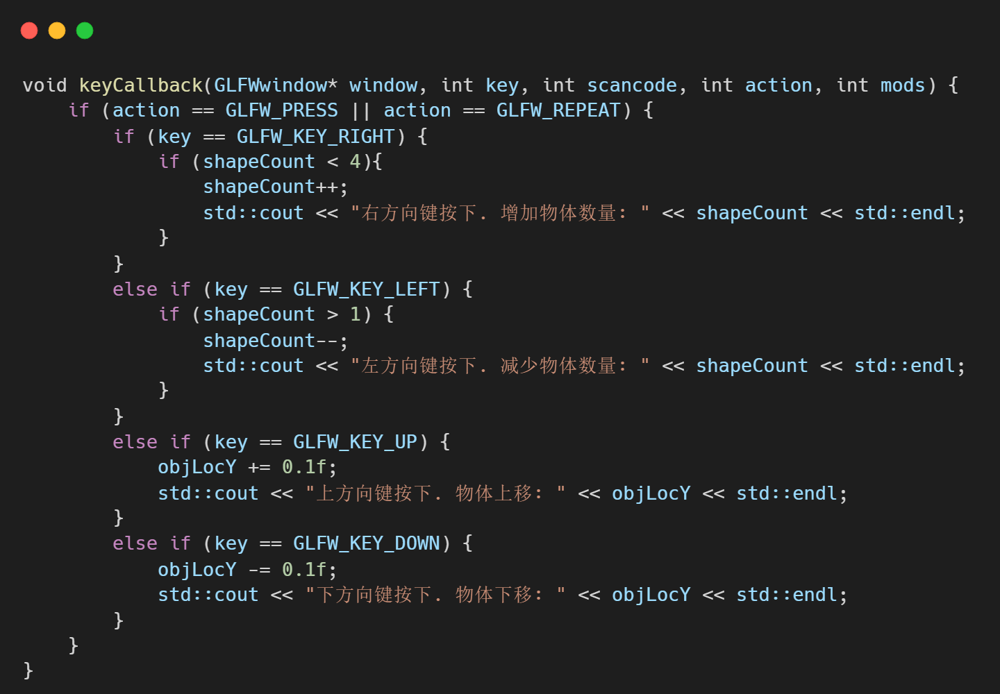 void keyCallback(GLFWwindow* window, int key, int scancode, int action, int mods) {
    if (action == GLFW_PRESS || action == GLFW_REPEAT) {
        if (key == GLFW_KEY_RIGHT) {
            if (shapeCount < 4){
                shapeCount++;
                std::cout << "右方向键按下. 增加物体数量: " << shapeCount << std::endl;
            }
        }
        else if (key == GLFW_KEY_LEFT) {
            if (shapeCount > 1) {
                shapeCount--;
                std::cout << "左方向键按下. 减少物体数量: " << shapeCount << std::endl;
            }
        }
        else if (key == GLFW_KEY_UP) {
            objLocY += 0.1f;
            std::cout << "上方向键按下. 物体上移: " << objLocY << std::endl;
        }
        else if (key == GLFW_KEY_DOWN) {
            objLocY -= 0.1f;
            std::cout << "下方向键按下. 物体下移: " << objLocY << std::endl;
        }
    }
}